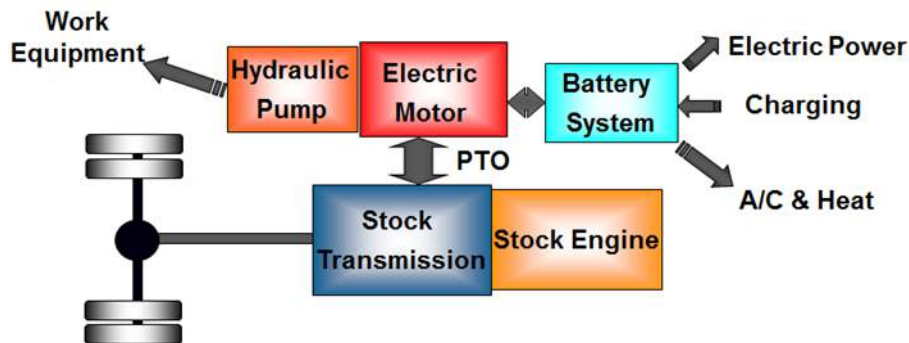 Work
Equipment
Hydraulic
Pump
Electric
Motor
Battery
System
Electric Power
Charging
A/C & Heat
PTO
Stock
Transmission
Stock Engine